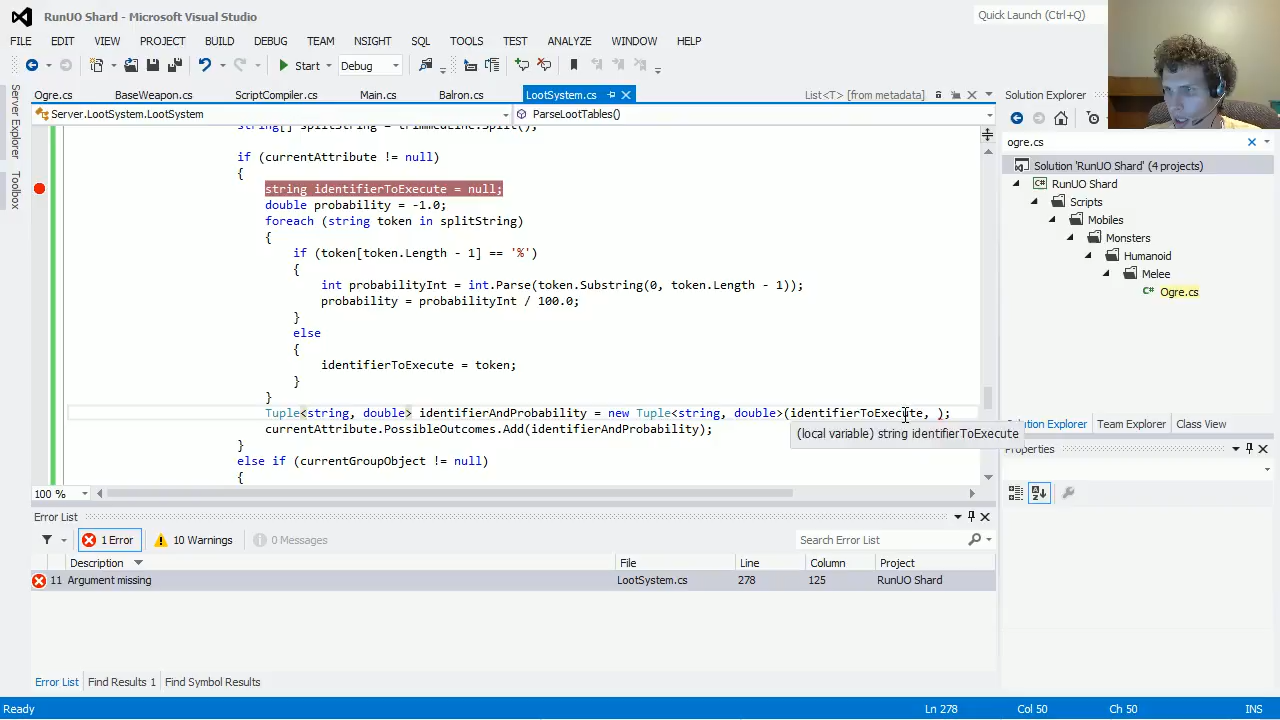 RunUO Shard - Microsoft Visual Studio
Quick Launch (Ctrl+Q)
FILE EDIT VIEW PROJECT BUILD DEBUG TEAM NSIGHT SQL TOOLS TEST ANALYZE WINDOW HELP
Start Debug
Server Explorer
Toolbox
Ogre.cs BaseWeapon.cs ScriptCompiler.cs Main.cs Balron.cs LootSystem.cs List<T> [from metadata]
Server.LootSystem.LootSystem ParseLootTables()
string[] splitString = trimmedLine.Split();
if (currentAttribute != null)
{
string identifierToExecute = null;
double probability = -1.0;
foreach (string token in splitString)
{
if (token[token.Length - 1] == '%')
{
int probabilityInt = int.Parse(token.Substring(0, token.Length - 1));
probability = probabilityInt / 100.0;
}
else
{
identifierToExecute = token;
}
}
Tuple<string, double> identifierAndProbability = new Tuple<string, double>(identifierToExecute, );
currentAttribute.PossibleOutcomes.Add(identifierAndProbability);
(local variable) string identifierToExecute
}
else if (currentGroupObject != null)
{
100 %
Solution Explorer
ogre.cs
Solution 'RunUO Shard' (4 projects)
RunUO Shard
Scripts
Mobiles
Monsters
Humanoid
Melee
C# Ogre.cs
Solution Explorer Team Explorer Class View
Properties
Error List
1 Error 10 Warnings 0 Messages
Search Error List
Description File Line Column Project
11 Argument missing LootSystem.cs 278 125 RunUO Shard
Error List Find Results 1 Find Symbol Results
Ready Ln 278 Col 50 Ch 50 INS